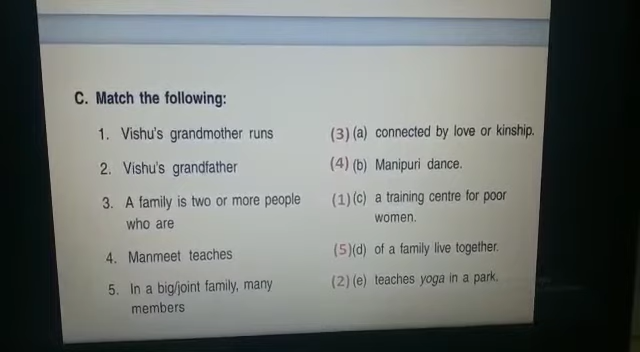 C. Match the following:
1. Vishu's grandmother runs (3) (a) connected by love or kinship.
2. Vishu's grandfather (4) (b) Manipuri dance.
3. A family is two or more people (1) (c) a training centre for poor
who are women.
4. Manmeet teaches (5)(d) of a family live together.
5. In a big/joint family, many (2) (e) teaches yoga in a park.
members